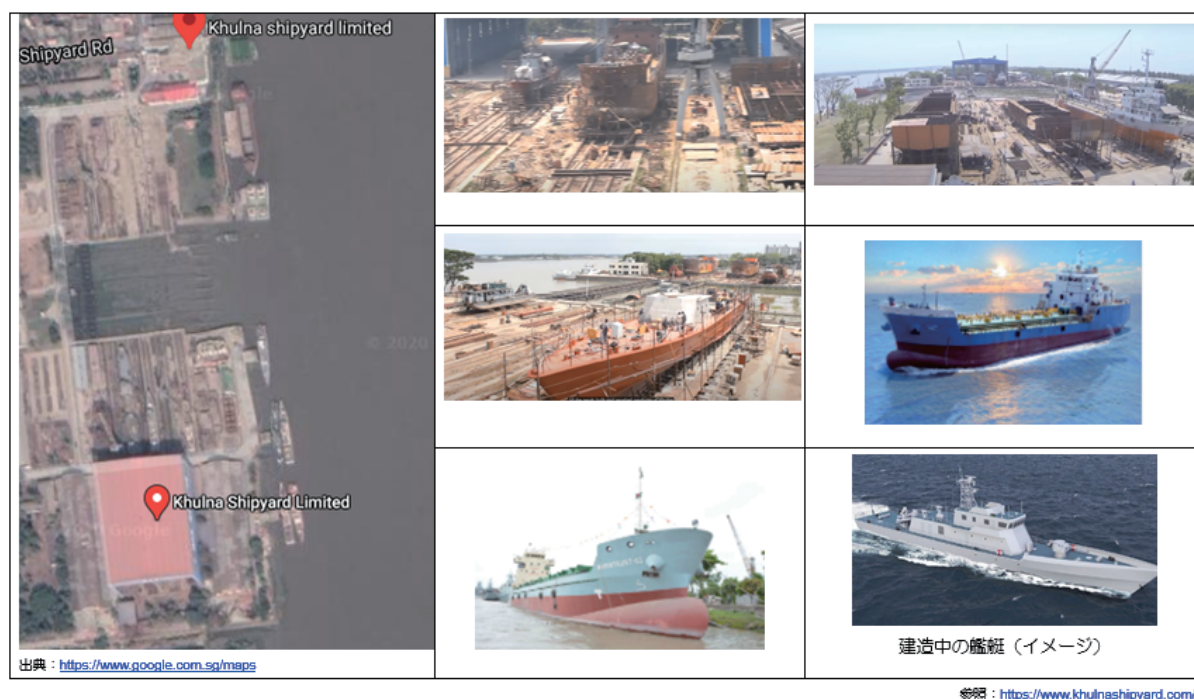 Khulna shipyard limited
Shipyard Rd
© 2020
Khulna Shipyard Limited
Google
出典：https://www.google.com.sg/maps
建造中の艦艇（イメージ）
参照：https://www.khulnashipyard.com/